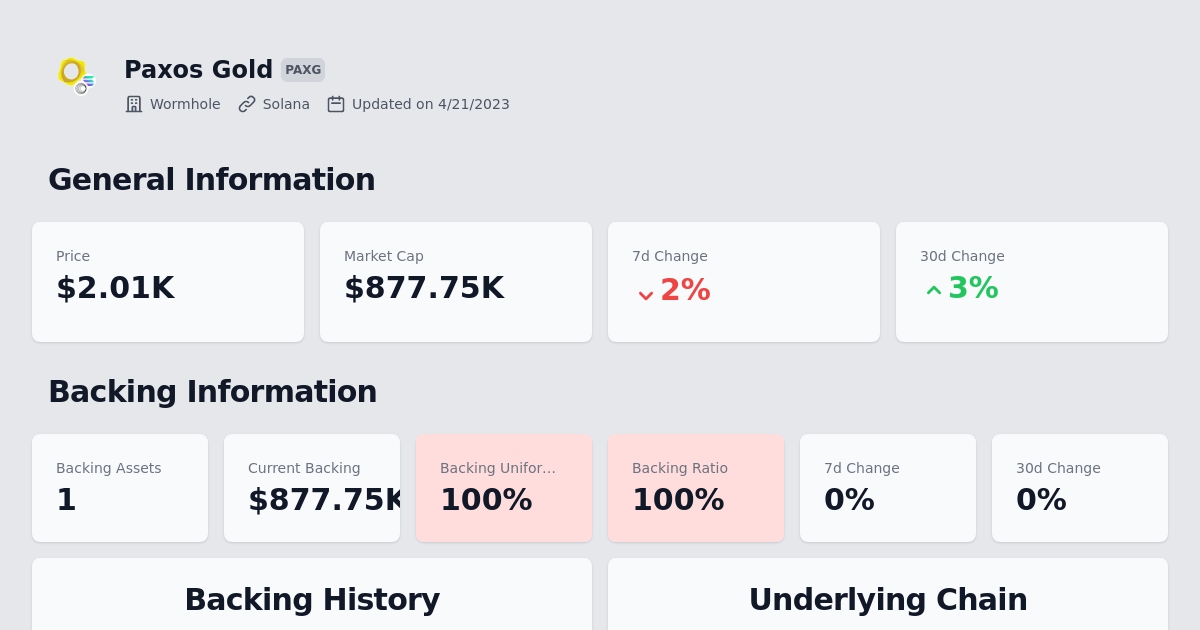 Paxos Gold PAXG
Wormhole Solana Updated on 4/21/2023
General Information
Price Market Cap 7d Change 30d Change
$2.01K $877.75K 2% 3%
Backing Information
Backing Assets Current Backing Backing Unifor... Backing Ratio 7d Change 30d Change
1 $877.75K 100% 100% 0% 0%
Backing History Underlying Chain